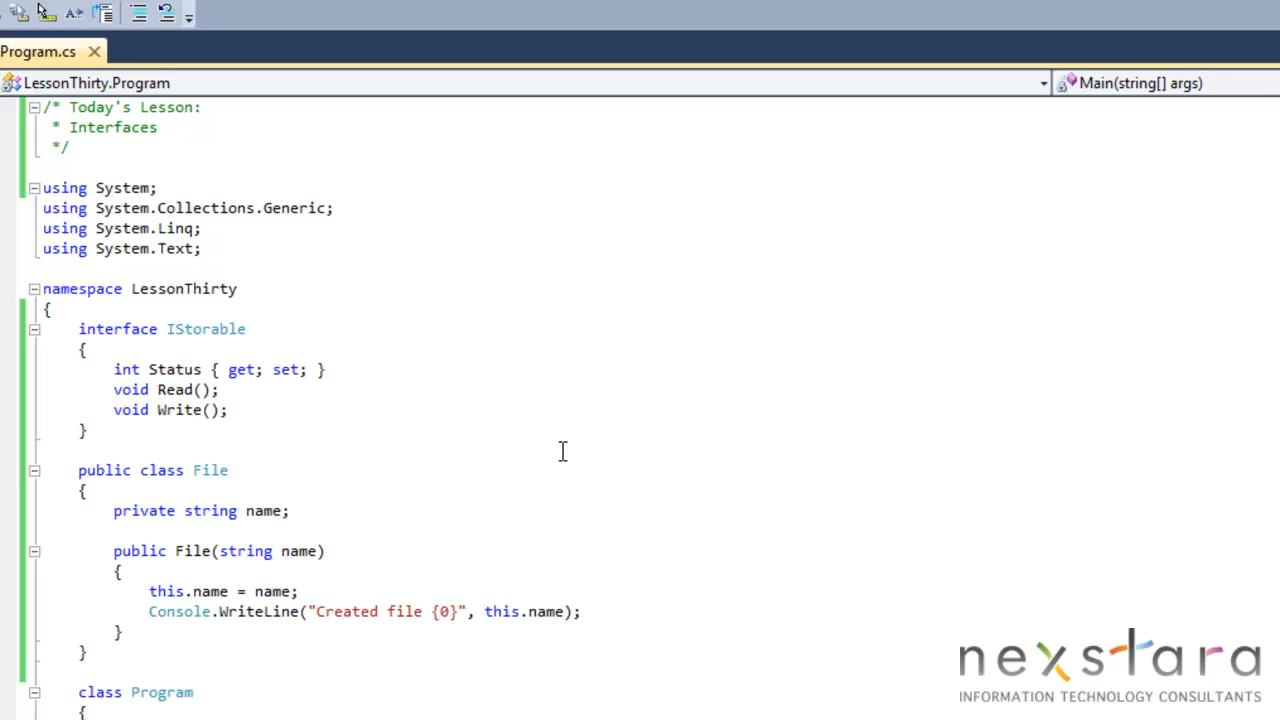 Program.cs
LessonThirty.Program
Main(string[] args)
/* Today's Lesson:
 * Interfaces
 */
using System;
using System.Collections.Generic;
using System.Linq;
using System.Text;
namespace LessonThirty
{
    interface IStorable
    {
        int Status { get; set; }
        void Read();
        void Write();
    }
    public class File
    {
        private string name;
        public File(string name)
        {
            this.name = name;
            Console.WriteLine("Created file {0}", this.name);
        }
    }
    class Program
    {
nexstara
INFORMATION TECHNOLOGY CONSULTANTS